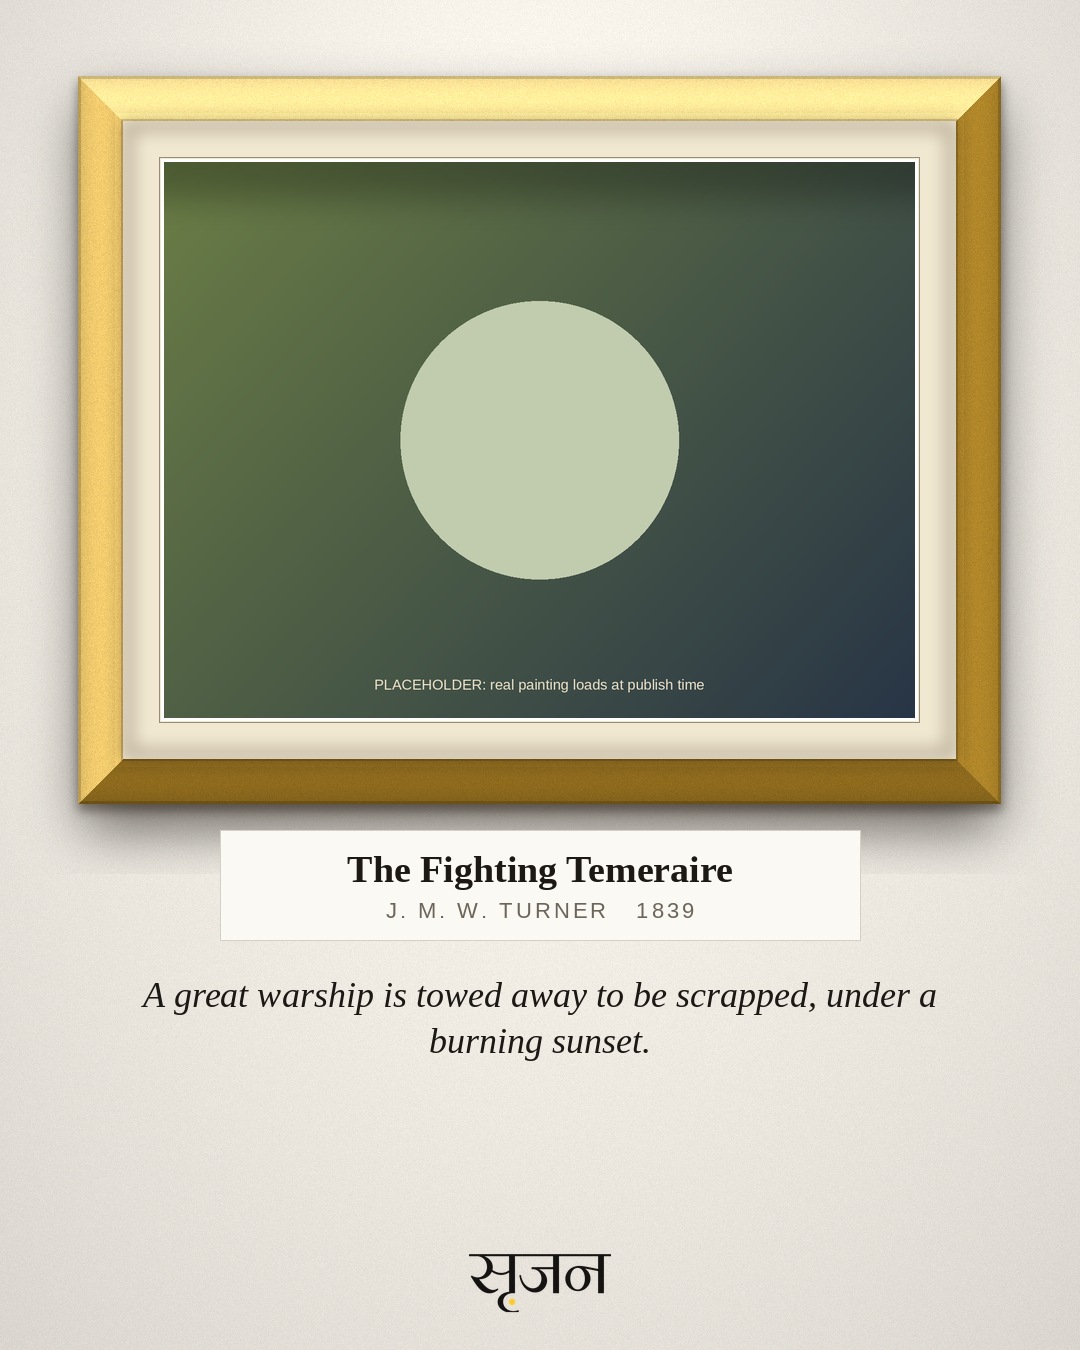 PLACEHOLDER: real painting loads at publish time
The Fighting Temeraire
J. M. W. TURNER 1839
A great warship is towed away to be scrapped, under a
burning sunset.
सृजन